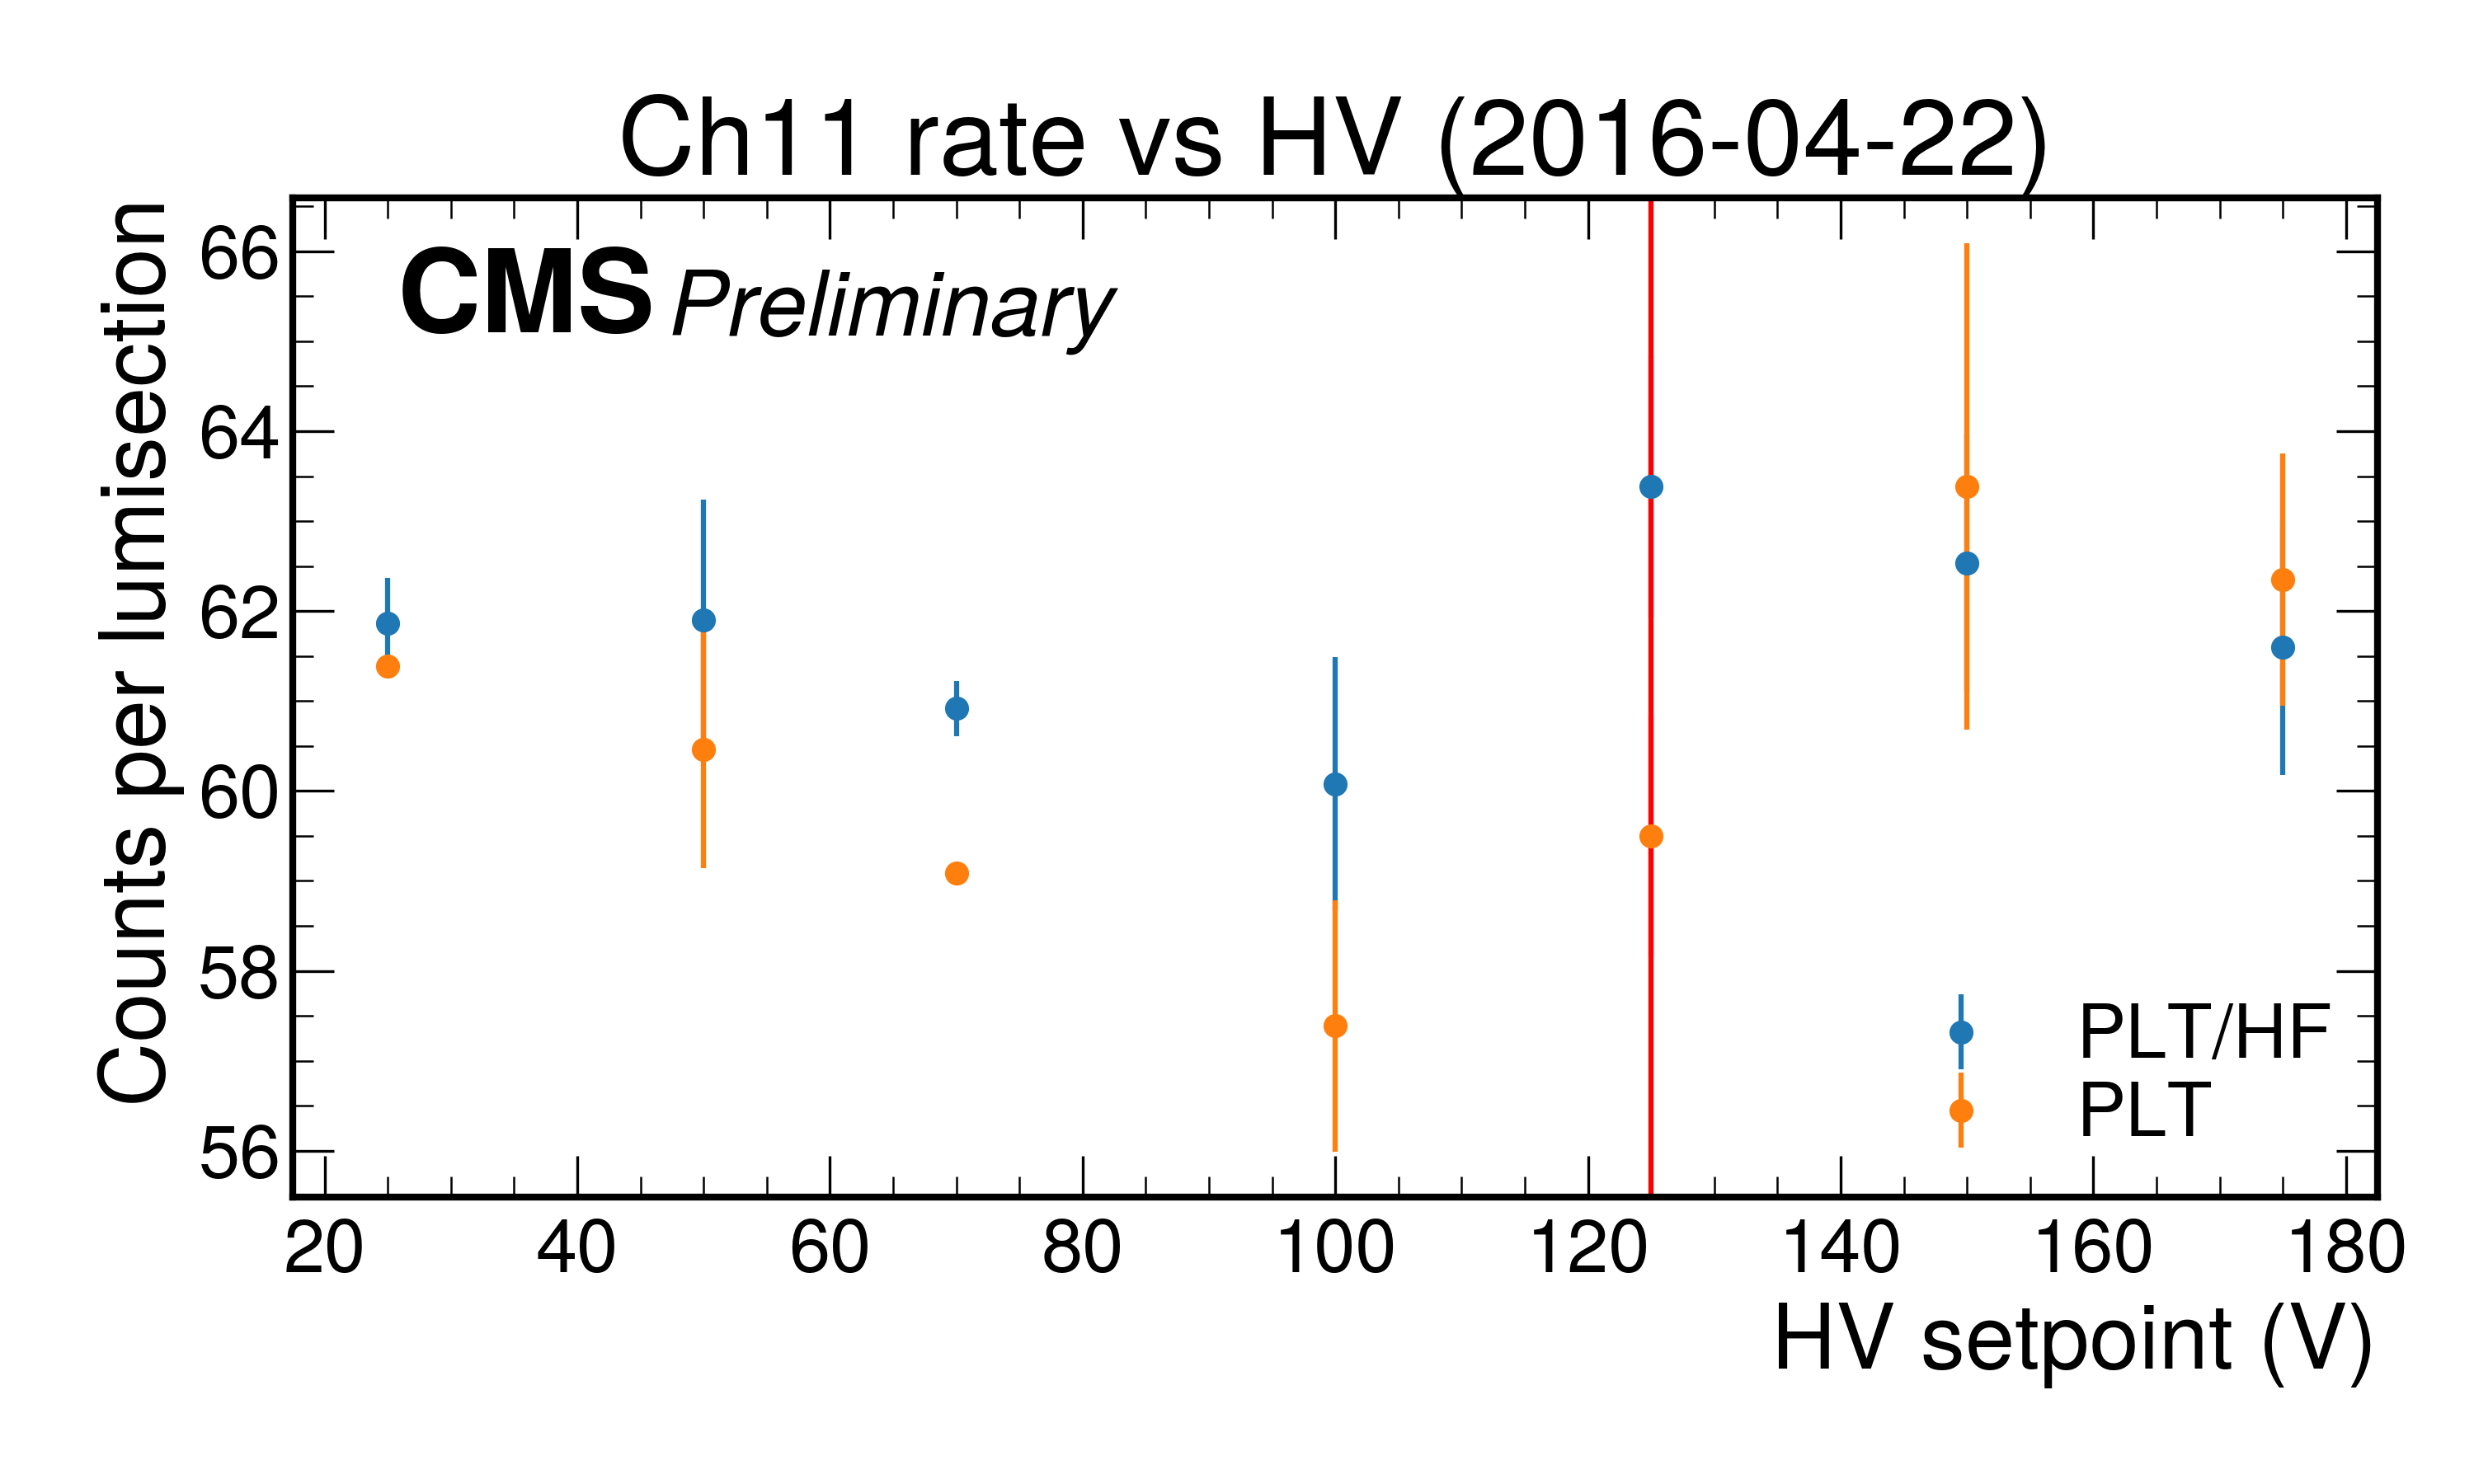 Ch11 rate vs HV (2016-04-22)
CMS Preliminary
Counts per lumisection
66
64
62
60
58
56
PLT/HF
PLT
20 40 60 80 100 120 140 160 180
HV setpoint (V)